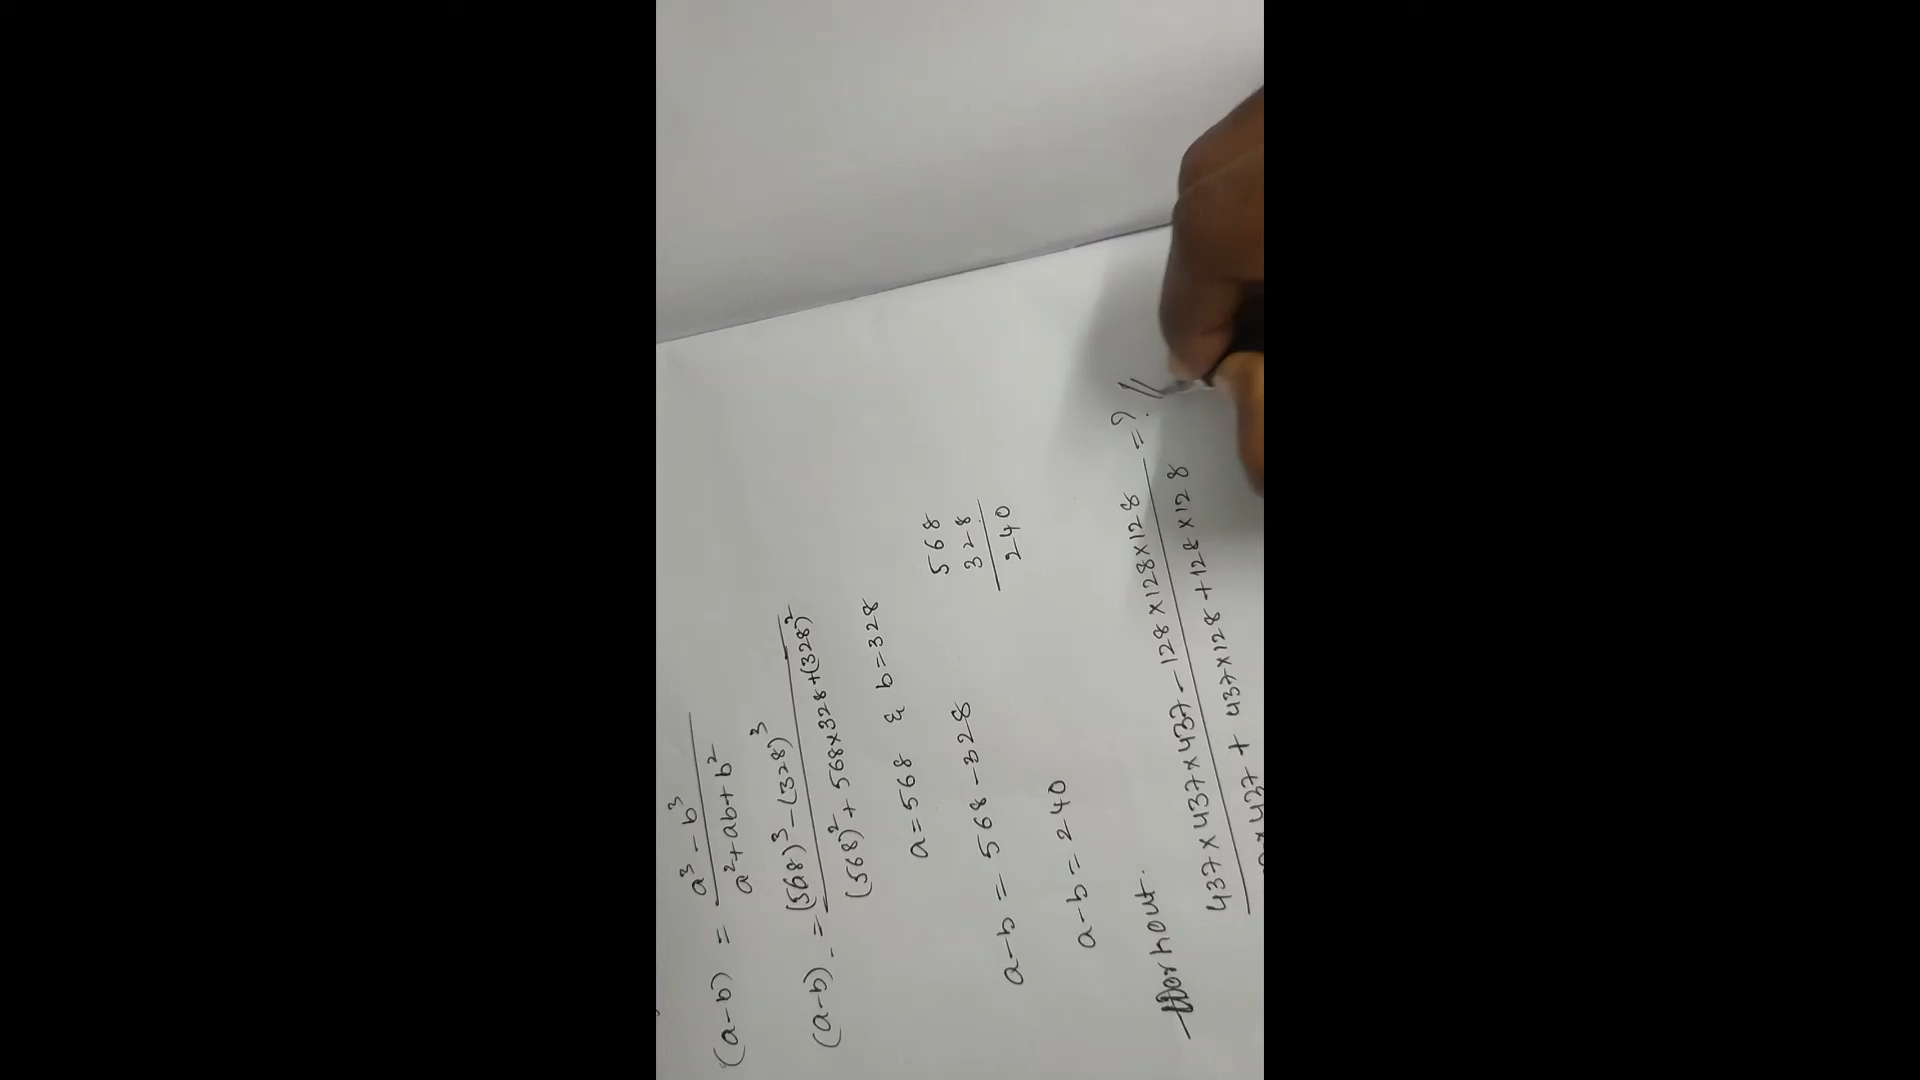 (a-b) = a³-b³ / a²+ab+b²
(a-b) = (568)³-(328)³ / (568)²+568×328+(328)²
a=568 & b=328
a-b = 568-328
568
328
240
a-b = 240
437×437×437-128×128×128 / 437+437×128+128×128 =?